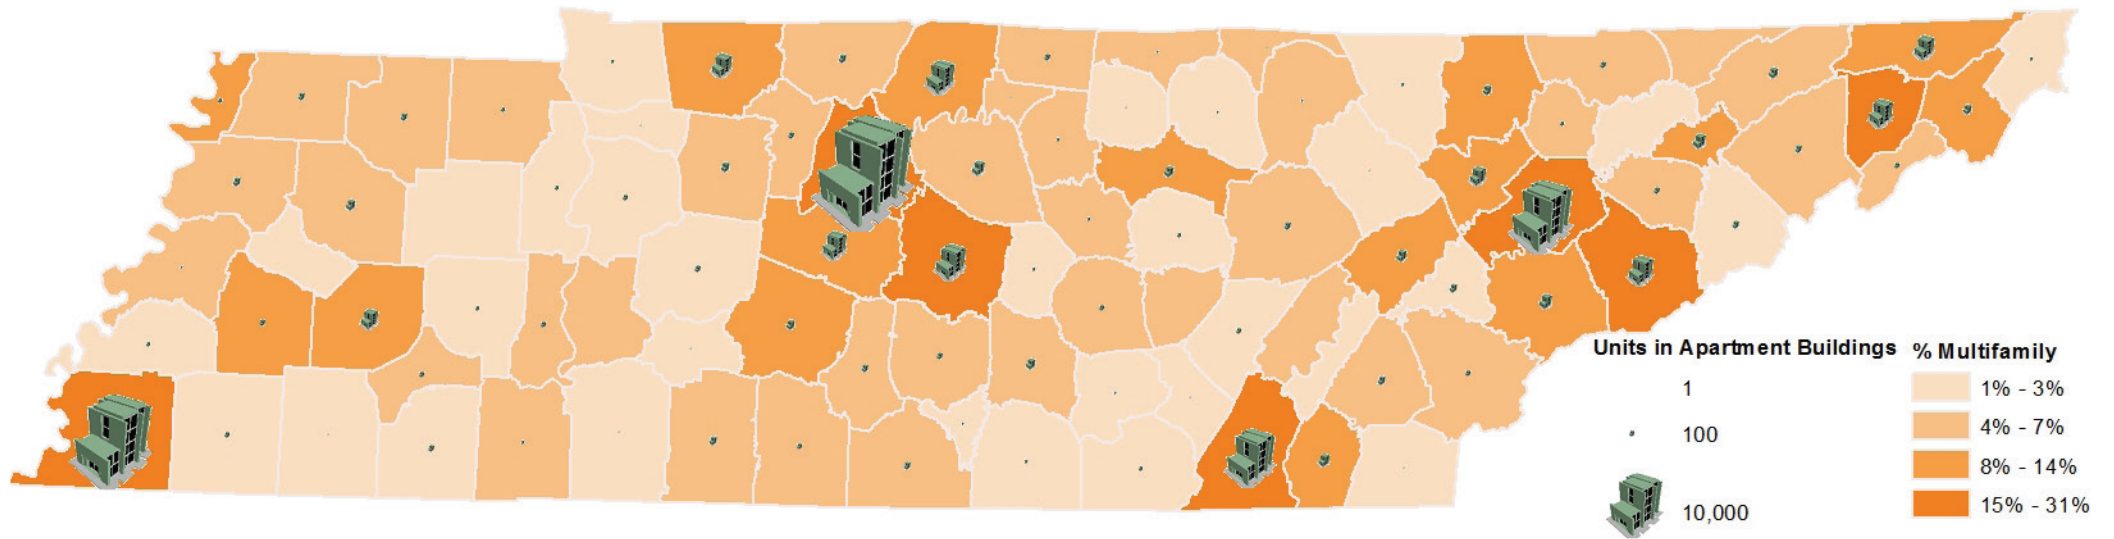 Units in Apartment Buildings
1
100
10,000
% Multifamily
1% - 3%
4% - 7%
8% - 14%
15% - 31%